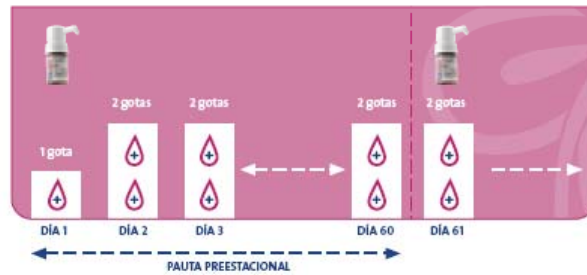 2 gotas 2 gotas 2 gotas 2 gotas
1 gota
DÍA 1 DÍA 2 DÍA 3 DÍA 60 DÍA 61
PAUTA PREESTACIONAL